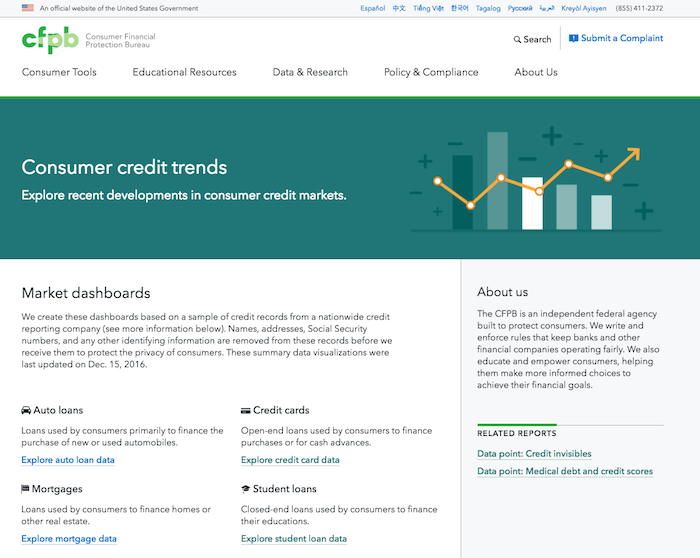 An official website of the United States Government
Español 中文 Tiếng Việt 한국어 Tagalog Русский العربية Kreyòl Ayisyen (855) 411-2372
cfpb Consumer Financial
Protection Bureau
Search
Submit a Complaint
Consumer Tools Educational Resources Data & Research Policy & Compliance About Us
Consumer credit trends
Explore recent developments in consumer credit markets.
Market dashboards
We create these dashboards based on a sample of credit records from a nationwide credit
reporting company (see more information below). Names, addresses, Social Security
numbers, and any other identifying information are removed from these records before we
receive them to protect the privacy of consumers. These summary data visualizations were
last updated on Dec. 15, 2016.
Auto loans
Loans used by consumers primarily to finance the
purchase of new or used automobiles.
Explore auto loan data
Credit cards
Open-end loans used by consumers to finance
purchases or for cash advances.
Explore credit card data
Mortgages
Loans used by consumers to finance homes or
other real estate.
Explore mortgage data
Student loans
Closed-end loans used by consumers to finance
their educations.
Explore student loan data
About us
The CFPB is an independent federal agency
built to protect consumers. We write and
enforce rules that keep banks and other
financial companies operating fairly. We also
educate and empower consumers, helping
them make more informed choices to
achieve their financial goals.
RELATED REPORTS
Data point: Credit invisibles
Data point: Medical debt and credit scores